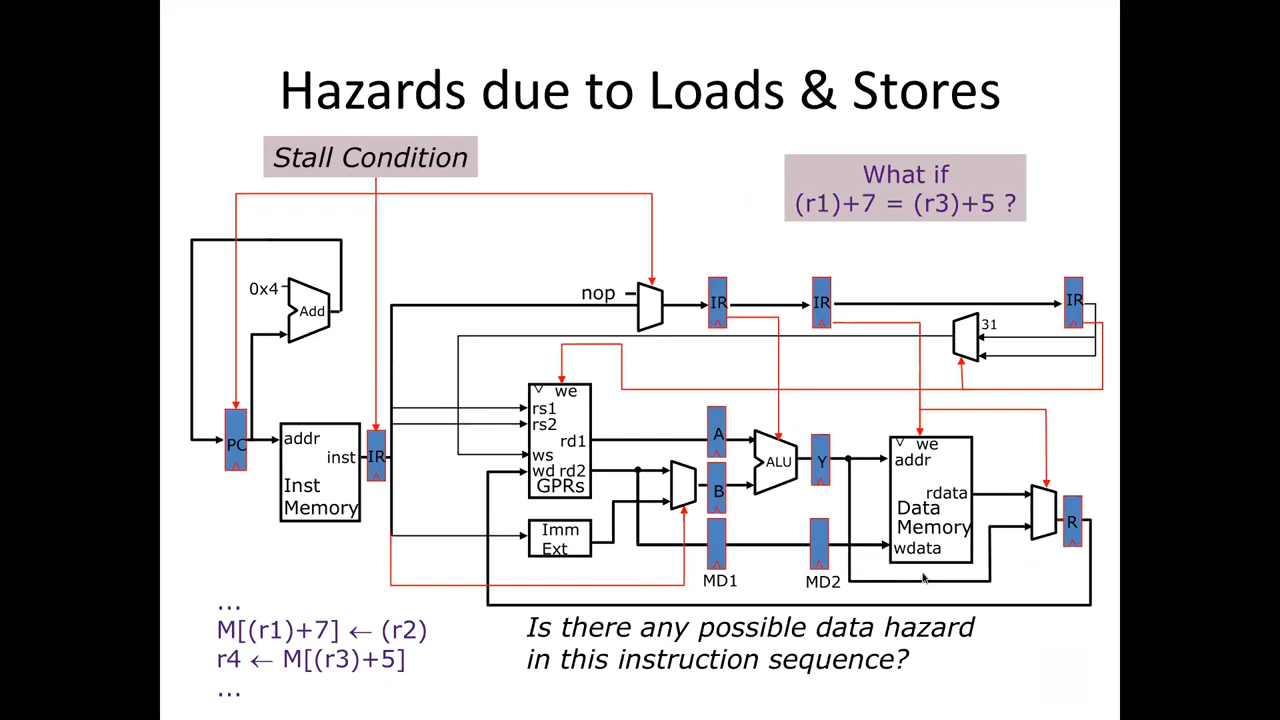 Hazards due to Loads & Stores
Stall Condition
What if
(r1)+7 = (r3)+5 ?
0x4
Add
nop
IR
IR
IR
31
we
rs1
rs2
rd1
ws
wd rd2
GPRs
PC
addr
inst
Inst
Memory
IR
Imm
Ext
A
B
MD1
ALU
Y
MD2
we
addr
rdata
Data
Memory
wdata
R
...
M[(r1)+7] ← (r2)
r4 ← M[(r3)+5]
...
Is there any possible data hazard
in this instruction sequence?